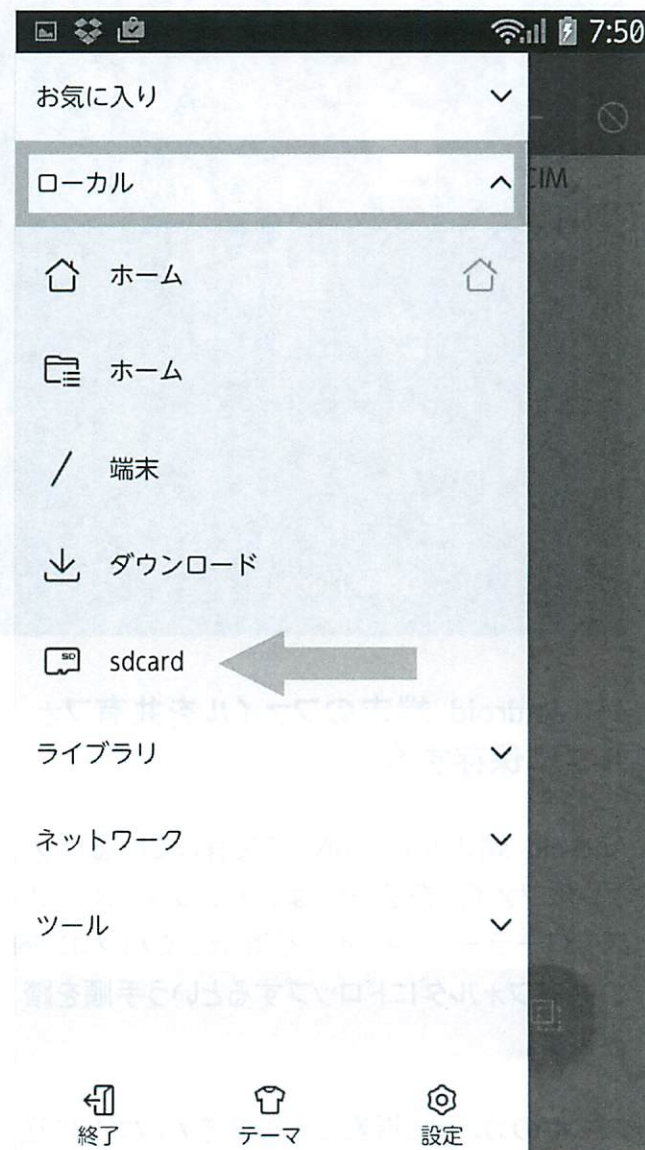 7:50
お気に入り
ローカル
CIM
ホーム
ホーム
端末
ダウンロード
SD
sdcard
ライブラリ
ネットワーク
ツール
終了
テーマ
設定